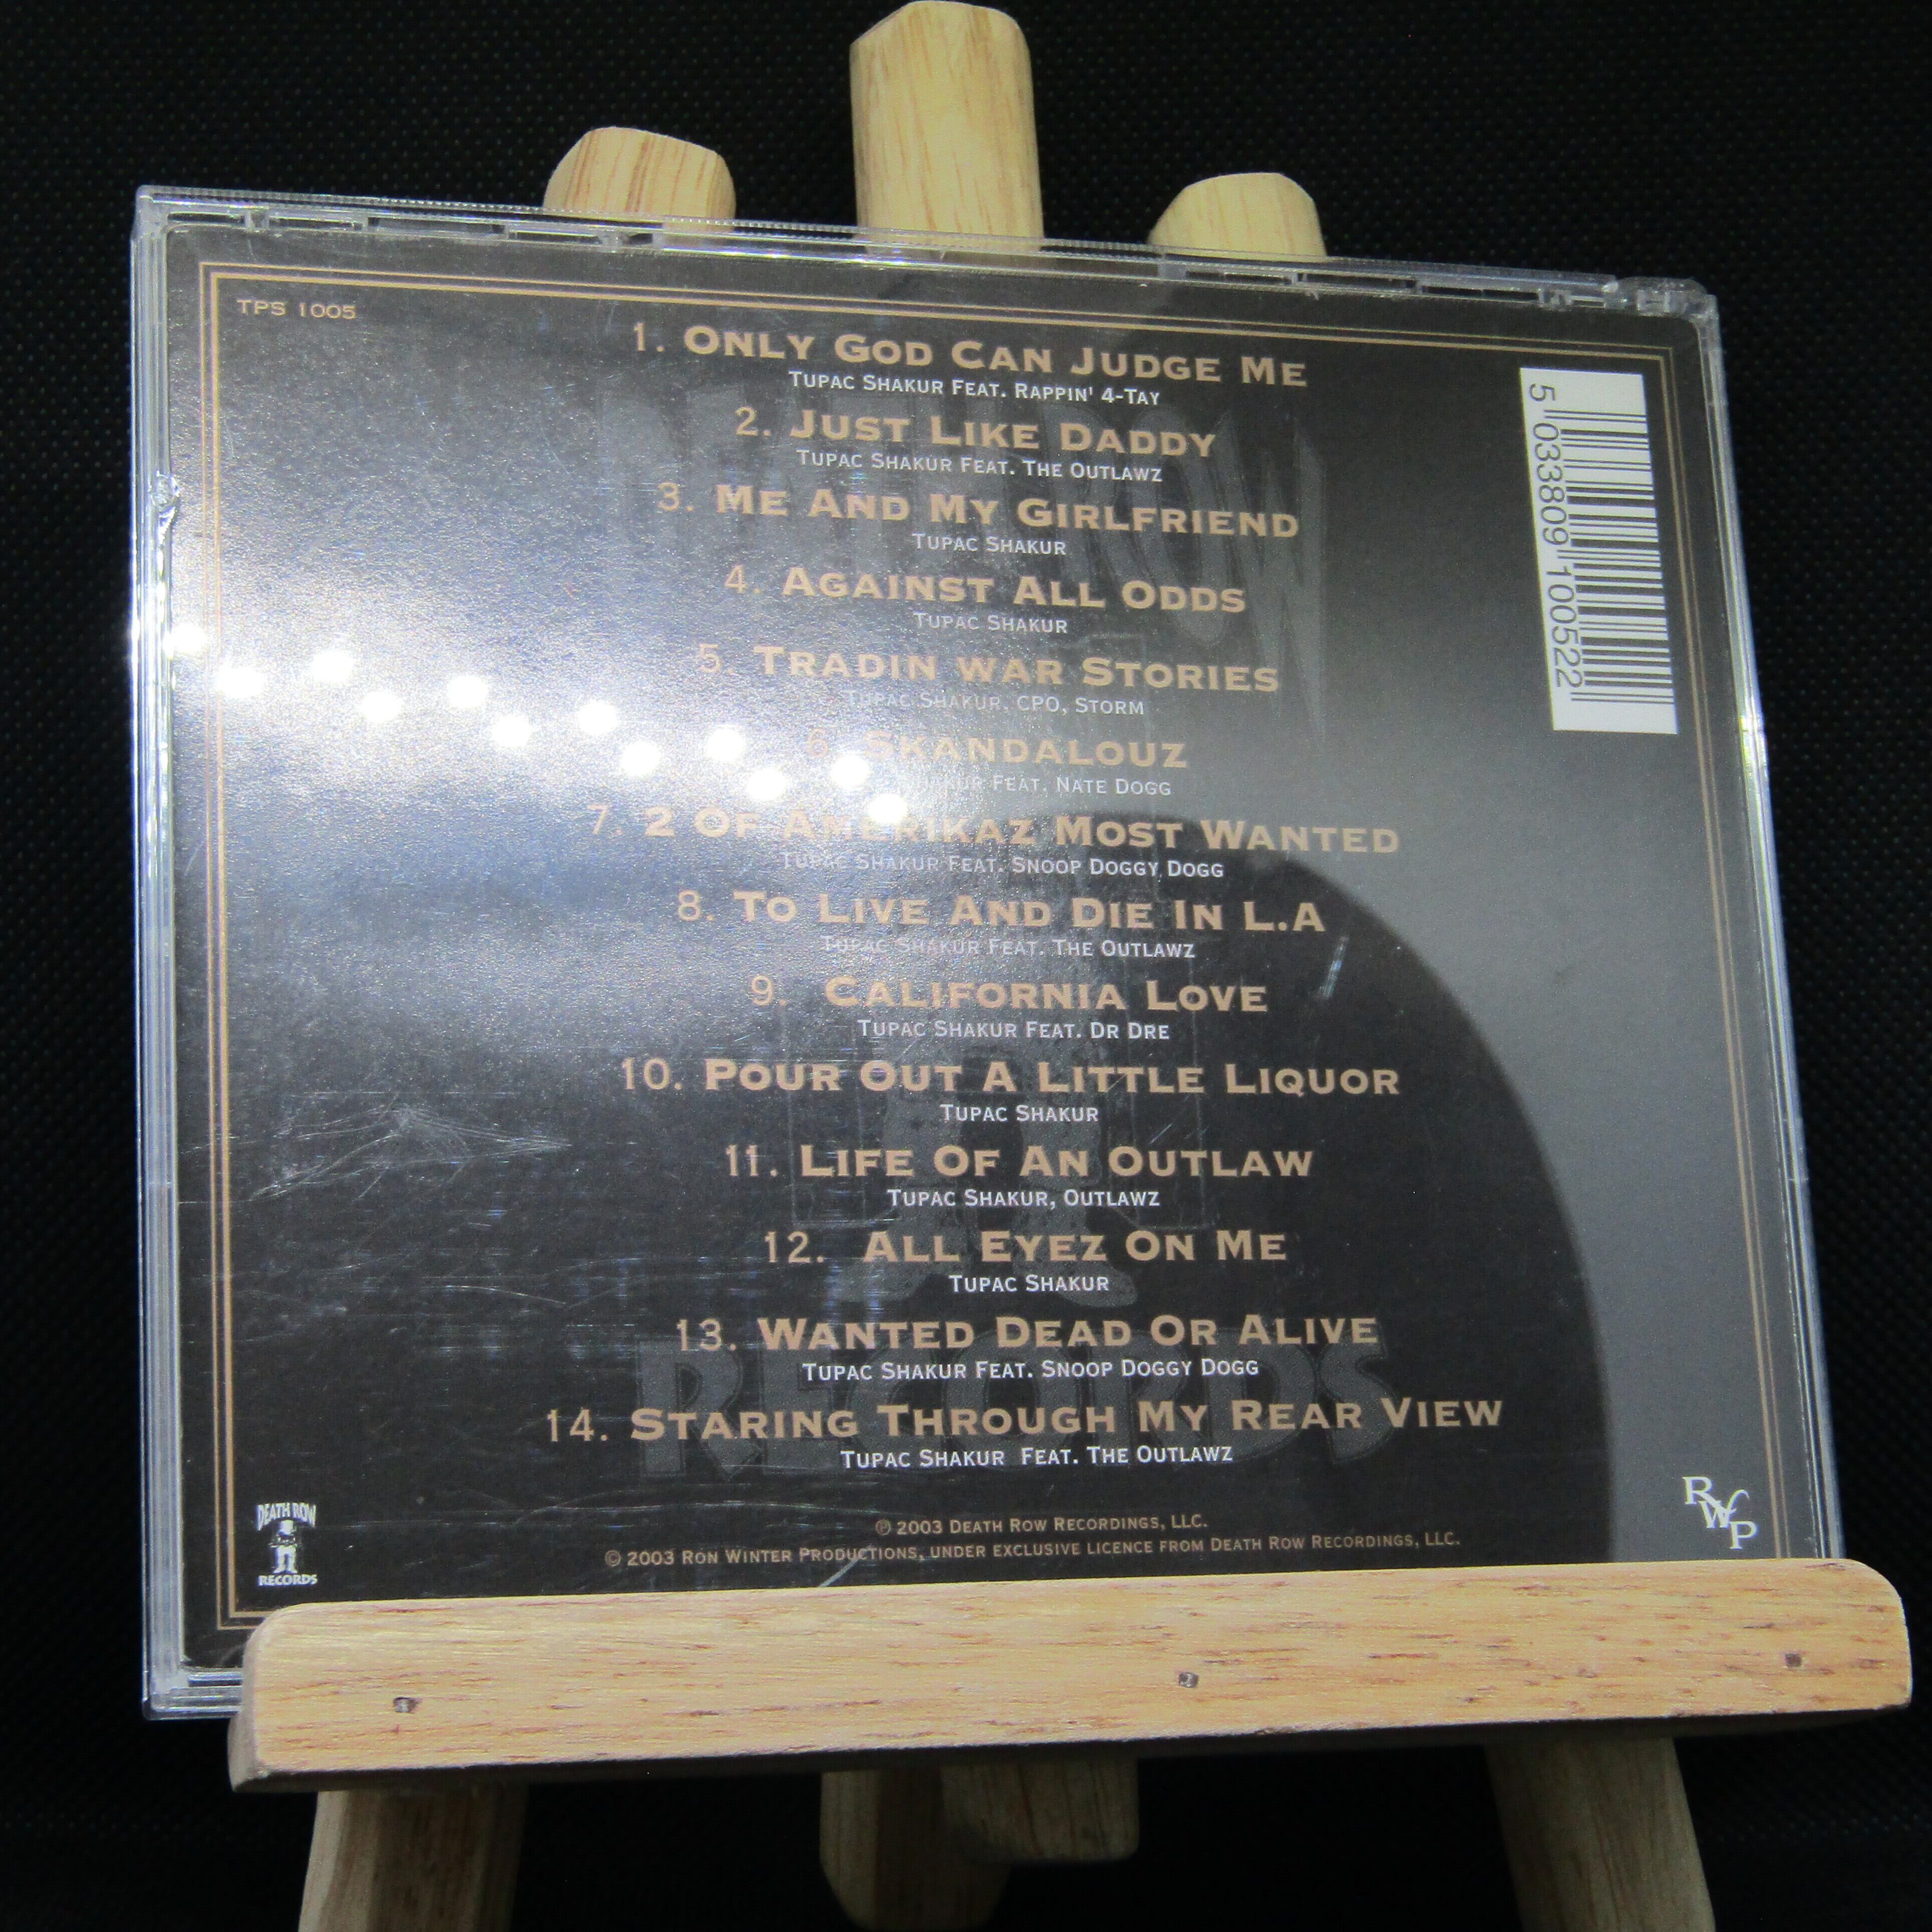 TPS 1005
1. ONLY GOD CAN JUDGE ME
TUPAC SHAKUR FEAT. RAPPIN' 4-TAY
2. JUST LIKE DADDY
TUPAC SHAKUR FEAT. THE OUTLAWZ
3. ME AND MY GIRLFRIEND
TUPAC SHAKUR
4. AGAINST ALL ODDS
TUPAC SHAKUR
5. TRADIN WAR STORIES
TUPAC SHAKUR, CPO, STORM
6. SKANDALOUZ
FEAT. NATE DOGG
7. 2 OF AMERIKAZ MOST WANTED
TUPAC SHAKUR FEAT. SNOOP DOGGY DOGG
8. TO LIVE AND DIE IN L.A
TUPAC SHAKUR FEAT. THE OUTLAWZ
9. CALIFORNIA LOVE
TUPAC SHAKUR FEAT. DR DRE
10. POUR OUT A LITTLE LIQUOR
TUPAC SHAKUR
11. LIFE OF AN OUTLAW
TUPAC SHAKUR, OUTLAWZ
12. ALL EYEZ ON ME
TUPAC SHAKUR
13. WANTED DEAD OR ALIVE
TUPAC SHAKUR FEAT. SNOOP DOGGY DOGG
14. STARING THROUGH MY REAR VIEW
TUPAC SHAKUR FEAT. THE OUTLAWZ
℗ 2003 DEATH ROW RECORDINGS, LLC.
© 2003 RON WINTER PRODUCTIONS, UNDER EXCLUSIVE LICENCE FROM DEATH ROW RECORDINGS, LLC.
DEATH ROW
RECORDS
RWP
5 033809 100522
DEATH ROW
RECORDS